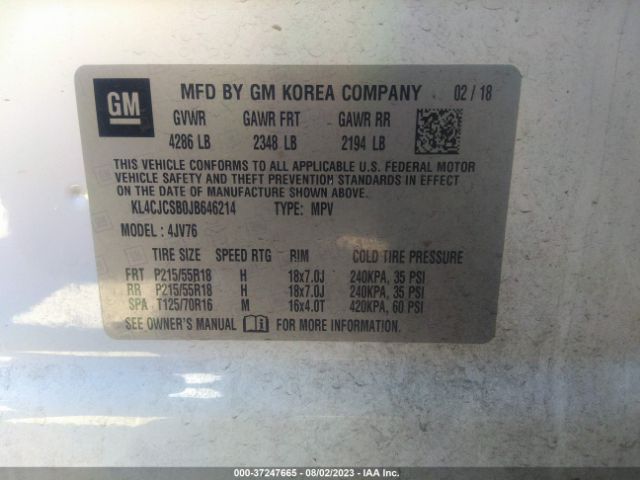 GM MFD BY GM KOREA COMPANY 02 / 18
GVWR GAWR FRT GAWR RR
4286 LB 2348 LB 2194 LB
THIS VEHICLE CONFORMS TO ALL APPLICABLE U.S. FEDERAL MOTOR
VEHICLE SAFETY AND THEFT PREVENTION STANDARDS IN EFFECT
ON THE DATE OF MANUFACTURE SHOWN ABOVE.
KL4CJCSB0JB646214 TYPE: MPV
MODEL: 4JV76
TIRE SIZE SPEED RTG RIM COLD TIRE PRESSURE
FRT P215/55R18 H 18x7.0J 240KPA, 35 PSI
RR P215/55R18 H 18x7.0J 240KPA, 35 PSI
SPA T125/70R16 M 16x4.0T 420KPA, 60 PSI
SEE OWNER'S MANUAL FOR MORE INFORMATION
000-37247665 - 08/02/2023 - IAA Inc.